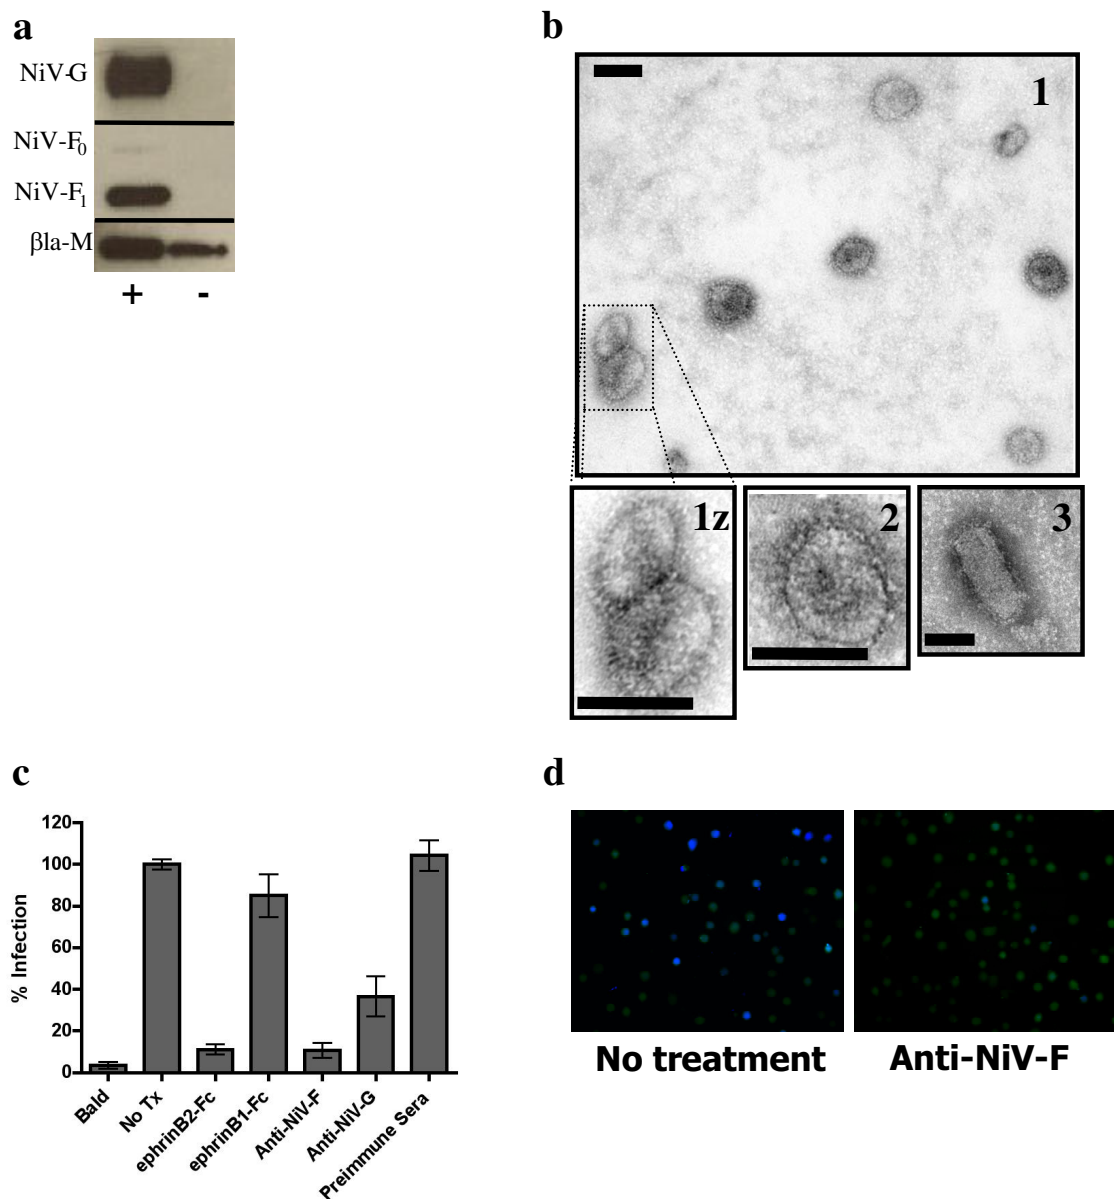 a
NiV-G
NiV-F0
NiV-F1
βla-M
+ -
b
1
1z
2
3
c
% Infection
120
100
80
60
40
20
0
Bald
No Tx
ephrinB2-Fc
ephrinB1-Fc
Anti-NiV-F
Anti-NiV-G
Preimmune Sera
d
No treatment
Anti-NiV-F